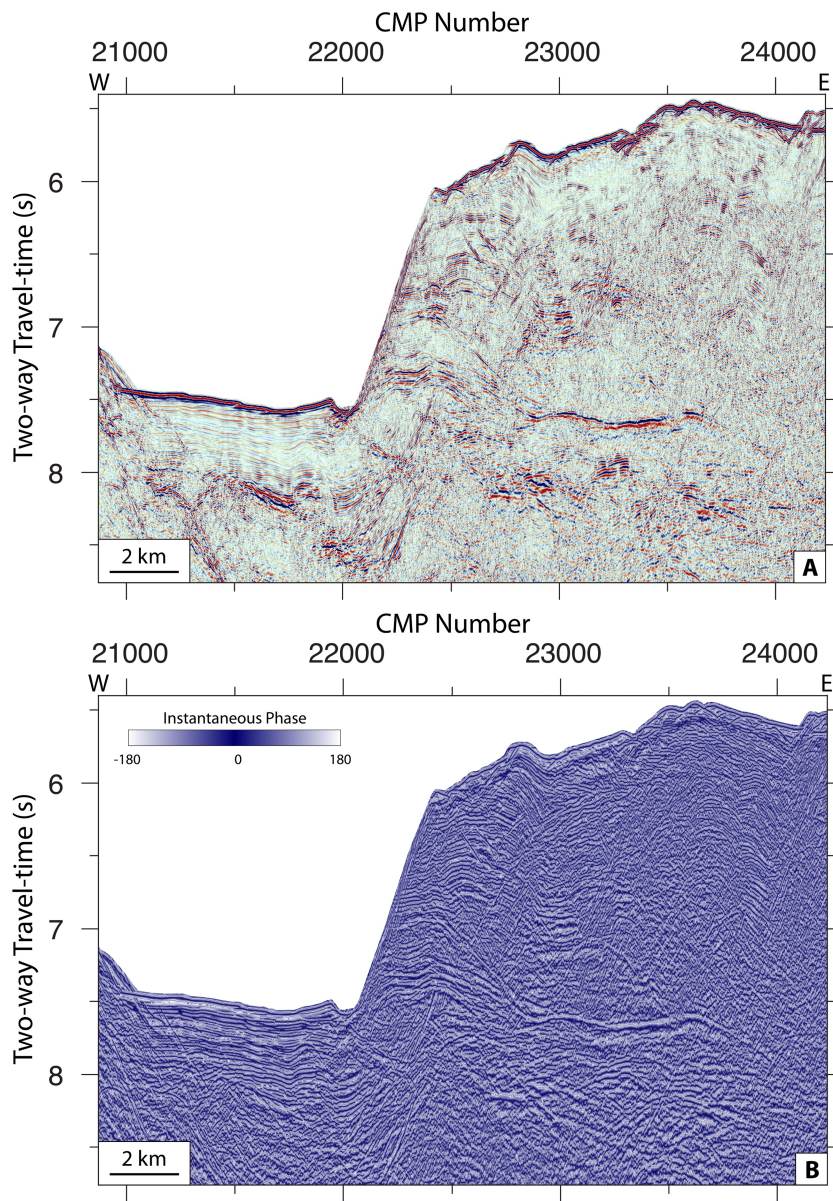 CMP Number
21000 22000 23000 24000
W E
Two-way Travel-time (s)
6
7
8
2 km
A
CMP Number
21000 22000 23000 24000
W E
Instantaneous Phase
-180 0 180
Two-way Travel-time (s)
6
7
8
2 km
B